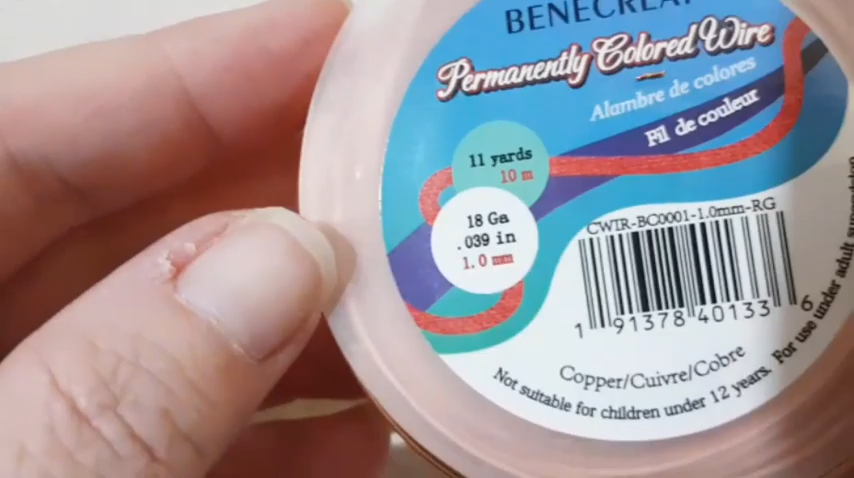 BENECREAT
Permanently Colored Wire
Alambre de colores
Fil de couleur
11 yards
10 m
18 Ga
.039 in
1.0 mm
CWIR-BC0001-1.0mm-RG
1 91378 40133 6
Copper/Cuivre/Cobre
Not suitable for children under 12 years. For use under adult supervision